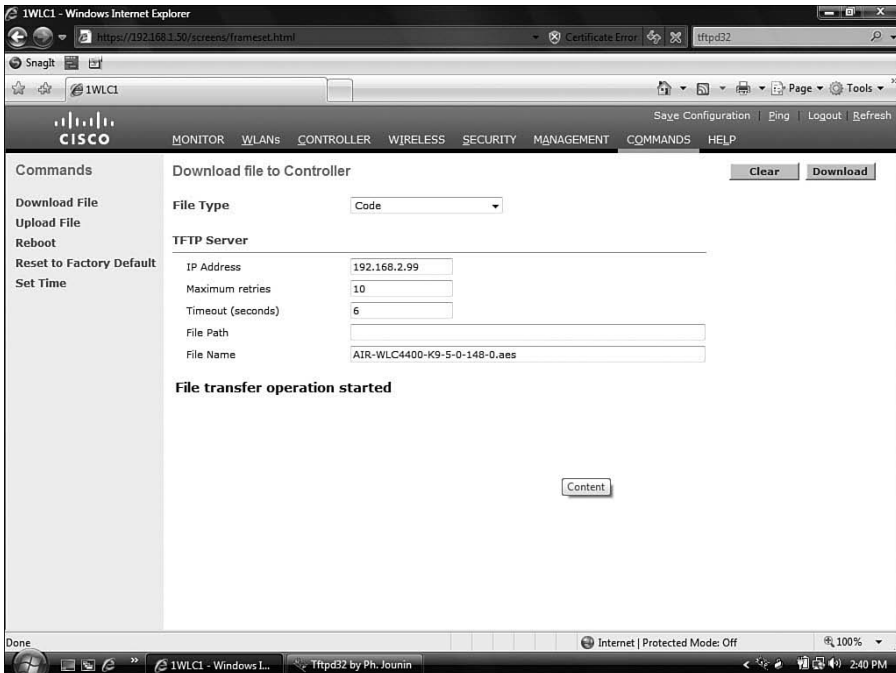 1WLC1 - Windows Internet Explorer
https://192.168.1.50/screens/frameset.html
Certificate Error
tftpd32
SnagIt
1WLC1
Page
Tools
Save Configuration | Ping | Logout | Refresh
CISCO
MONITOR WLANs CONTROLLER WIRELESS SECURITY MANAGEMENT COMMANDS HELP
Commands
Download File
Upload File
Reboot
Reset to Factory Default
Set Time
Download file to Controller
Clear
Download
File Type
Code
TFTP Server
IP Address
192.168.2.99
Maximum retries
10
Timeout (seconds)
6
File Path
File Name
AIR-WLC4400-K9-5-0-148-0.aes
File transfer operation started
Content
Done
Internet | Protected Mode: Off
100%
1WLC1 - Windows I...
Tftpd32 by Ph. Jounin
2:40 PM